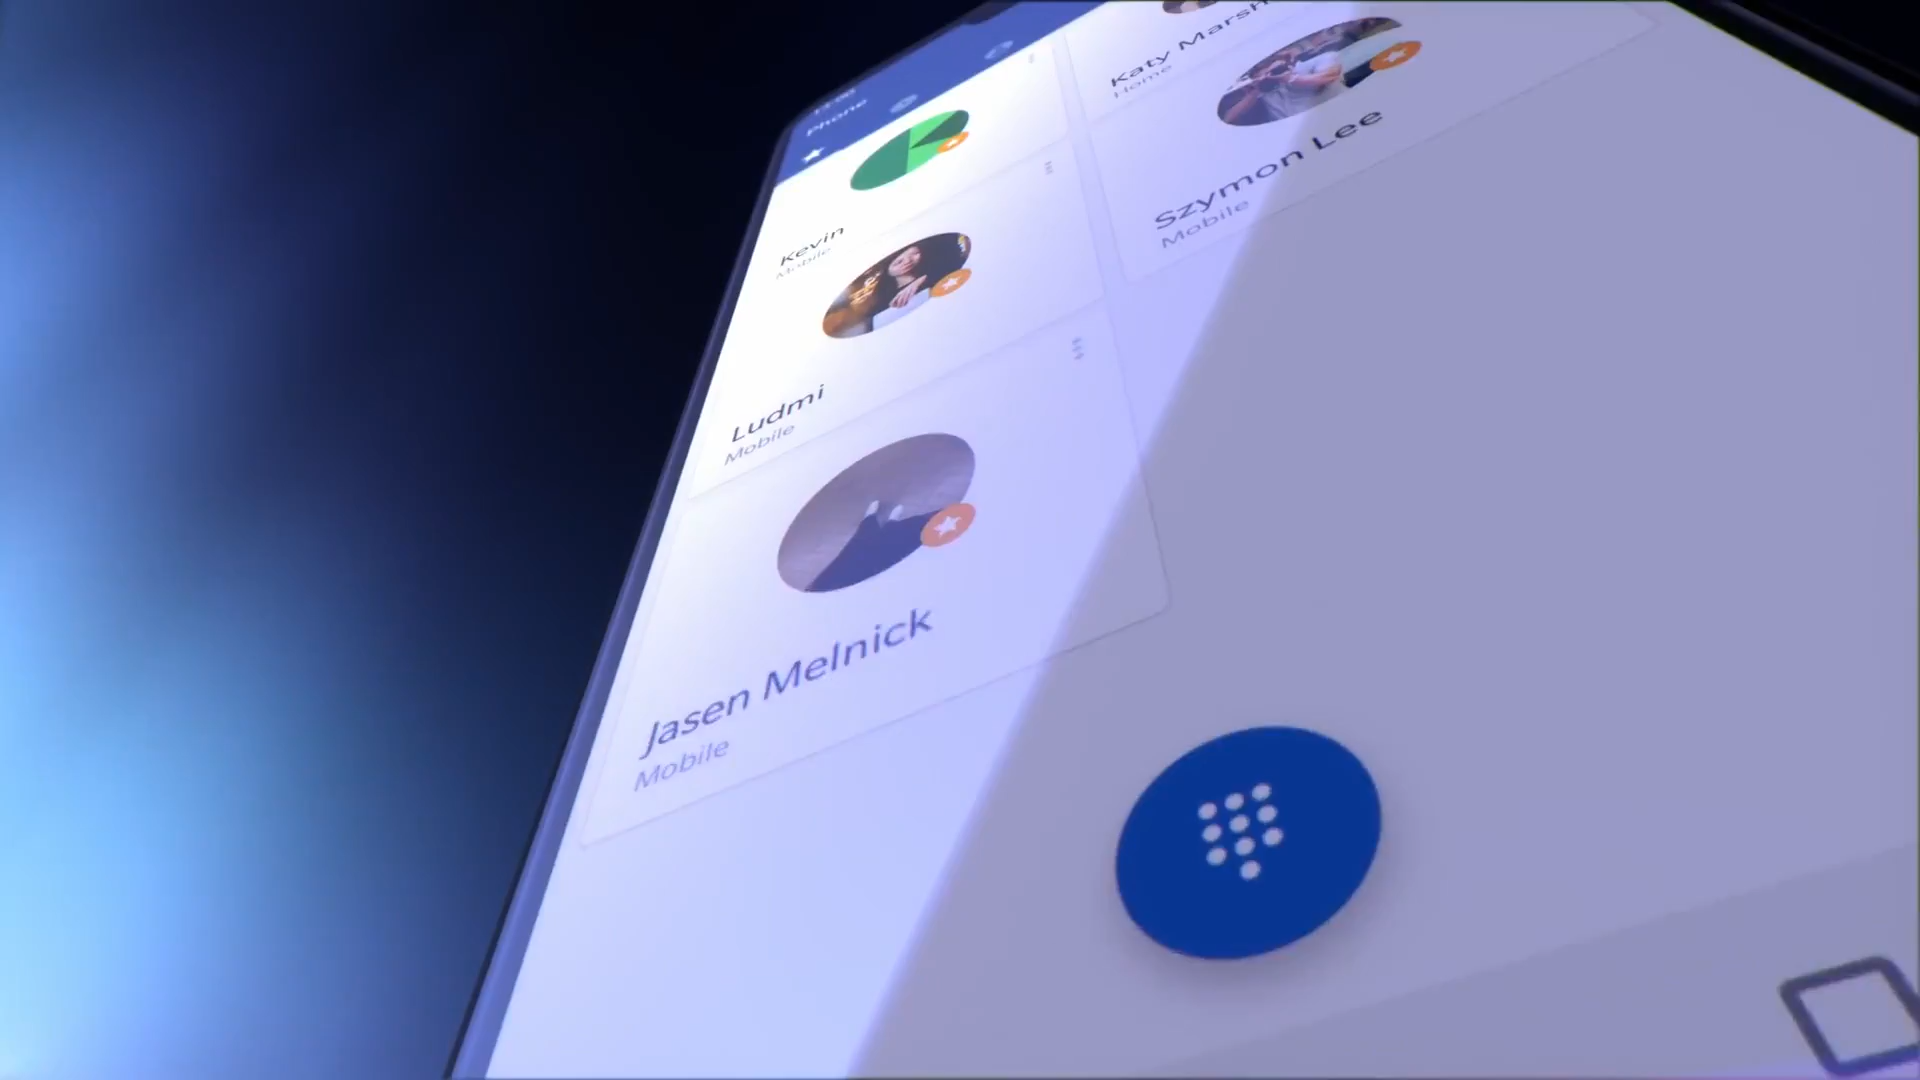 Phone
Kevin
Mobile
Katy Marsh
Home
Ludmi
Mobile
Szymon Lee
Mobile
Jasen Melnick
Mobile